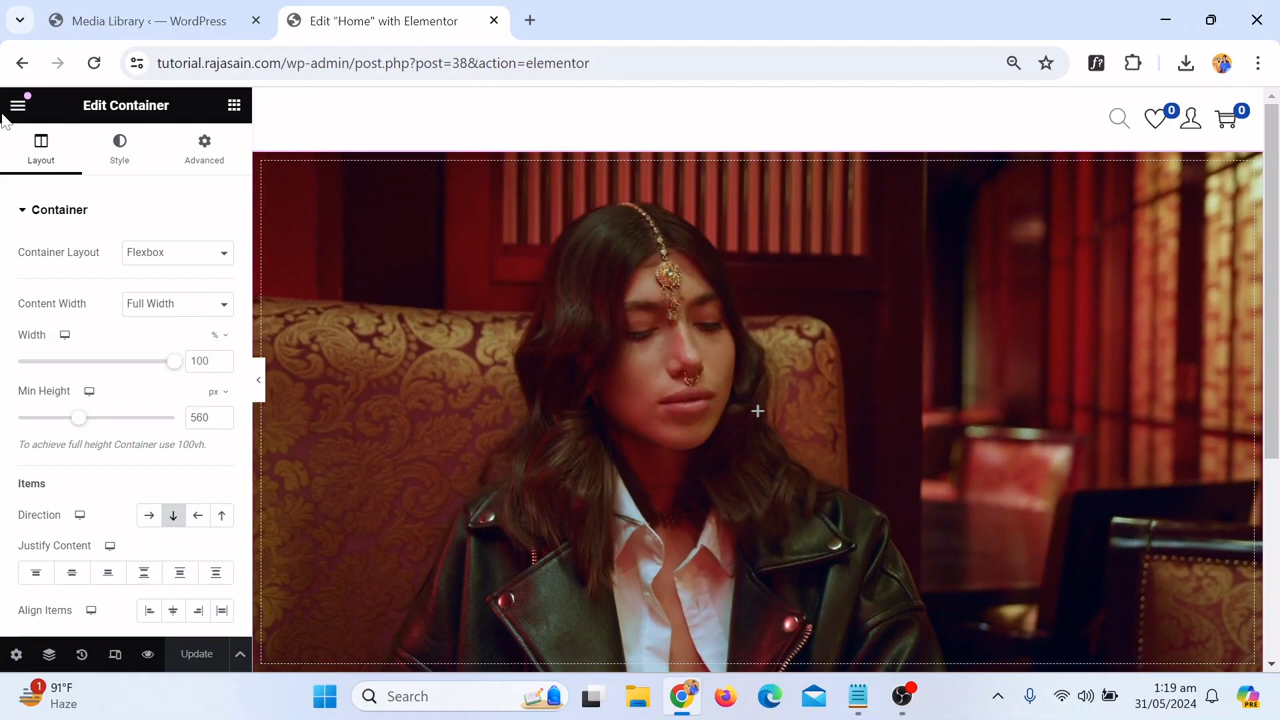 Media Library ‹ — WordPress
Edit "Home" with Elementor
tutorial.rajasain.com/wp-admin/post.php?post=38&action=elementor
f?
Edit Container
0
0
Layout
Style
Advanced
Container
Container Layout
Flexbox
Content Width
Full Width
Width
%
100
Min Height
px
560
To achieve full height Container use 100vh.
Items
Direction
Justify Content
Align Items
Update
1
91°F
Haze
Search
1:19 am
31/05/2024
PRE